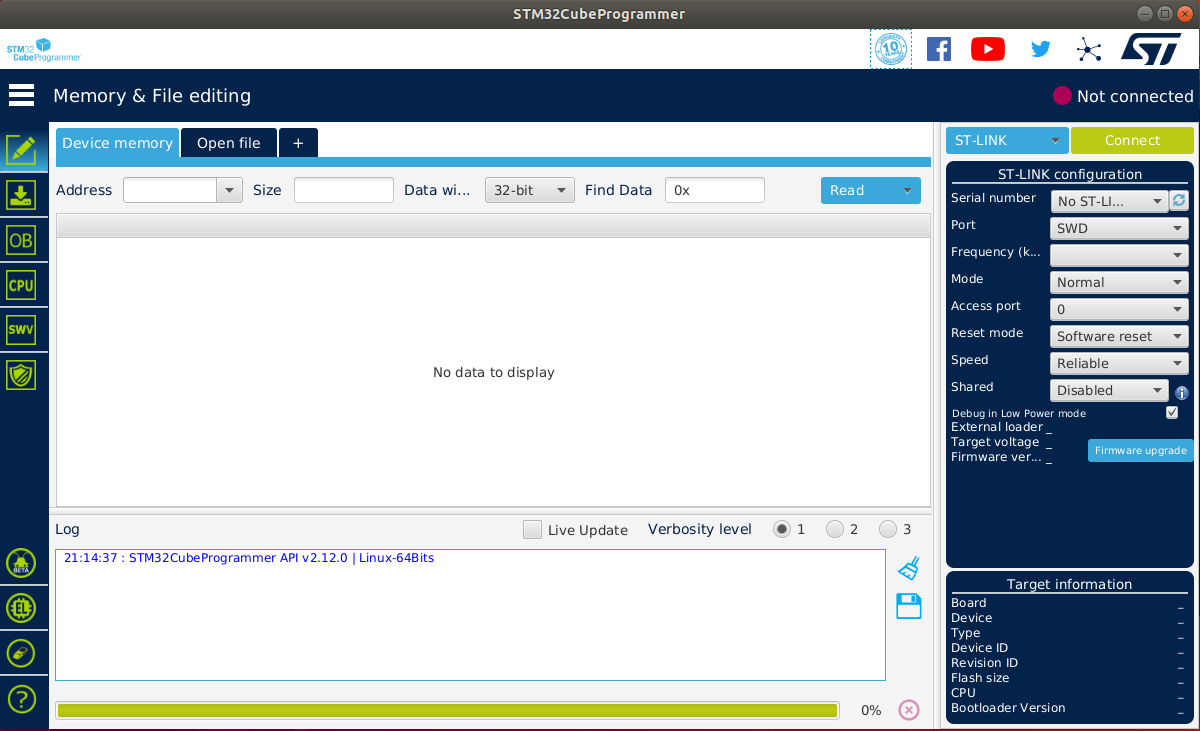 STM32CubeProgrammer
STM32
CubeProgrammer
10
ST
Memory & File editing
Not connected
Device memory
Open file
+
ST-LINK
Connect
Address
Size
Data wi...
32-bit
Find Data
0x
Read
ST-LINK configuration
Serial number
No ST-LI...
Port
SWD
Frequency (k...
Mode
Normal
Access port
0
Reset mode
Software reset
Speed
Reliable
Shared
Disabled
Debug in Low Power mode
External loader _
Target voltage _
Firmware ver... _
Firmware upgrade
OB
CPU
SWV
No data to display
Log
Live Update
Verbosity level
1
2
3
21:14:37 : STM32CubeProgrammer API v2.12.0 | Linux-64Bits
BETA
EL
?
0%
Target information
Board _
Device _
Type _
Device ID _
Revision ID _
Flash size _
CPU _
Bootloader Version _